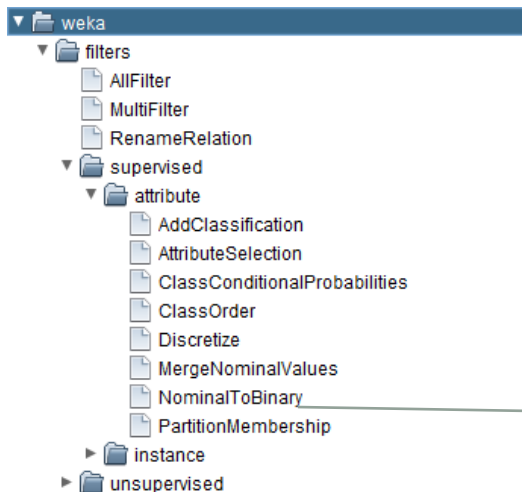 weka
filters
AllFilter
MultiFilter
RenameRelation
supervised
attribute
AddClassification
AttributeSelection
ClassConditionalProbabilities
ClassOrder
Discretize
MergeNominalValues
NominalToBinary
PartitionMembership
instance
unsupervised